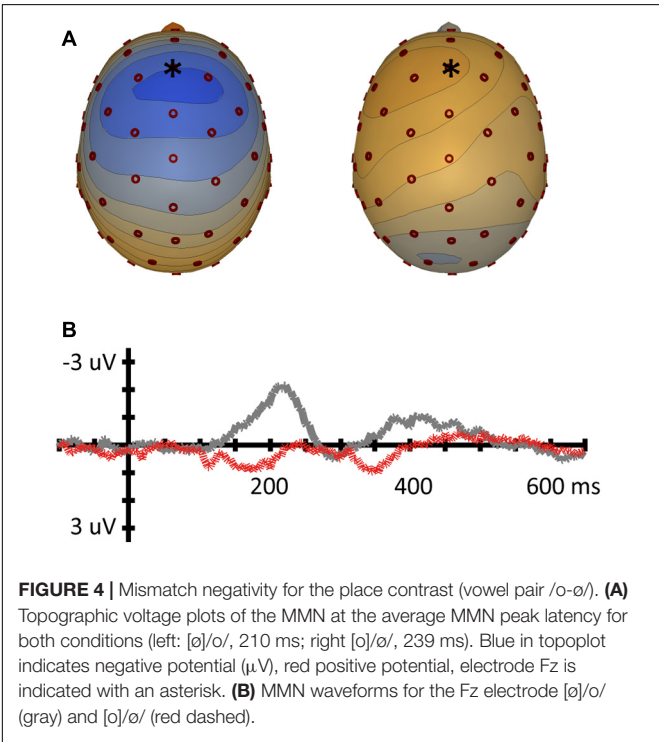 A
*
*
B
-3 uV
200
400
600 ms
3 uV
FIGURE 4 | Mismatch negativity for the place contrast (vowel pair /o-ø/). (A)
Topographic voltage plots of the MMN at the average MMN peak latency for
both conditions (left: [ø]/o/, 210 ms; right [o]/ø/, 239 ms). Blue in topoplot
indicates negative potential (μV), red positive potential, electrode Fz is
indicated with an asterisk. (B) MMN waveforms for the Fz electrode [ø]/o/
(gray) and [o]/ø/ (red dashed).